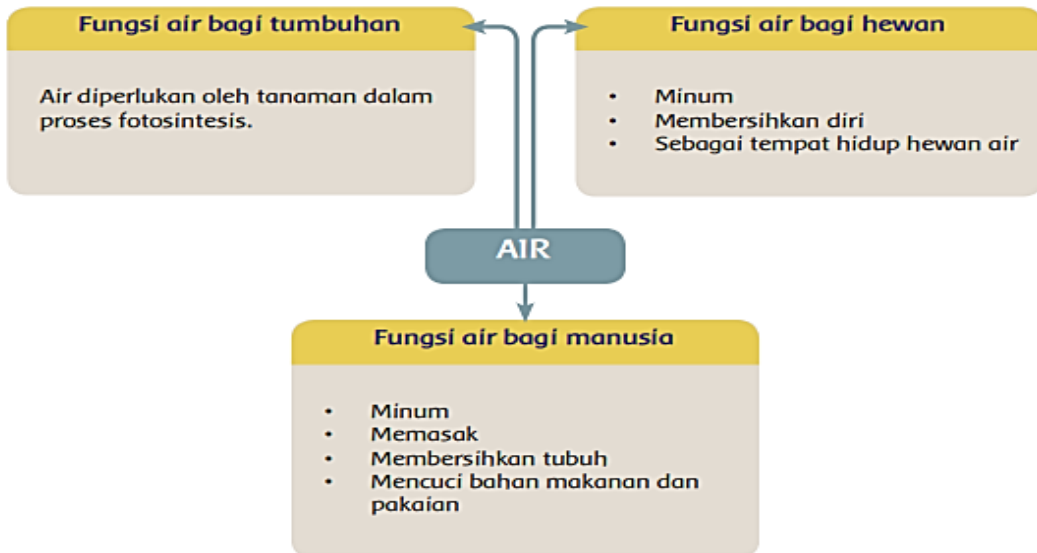 Fungsi air bagi tumbuhan
Air diperlukan oleh tanaman dalam
proses fotosintesis.
Fungsi air bagi hewan
• Minum
• Membersihkan diri
• Sebagai tempat hidup hewan air
AIR
Fungsi air bagi manusia
• Minum
• Memasak
• Membersihkan tubuh
• Mencuci bahan makanan dan
pakaian